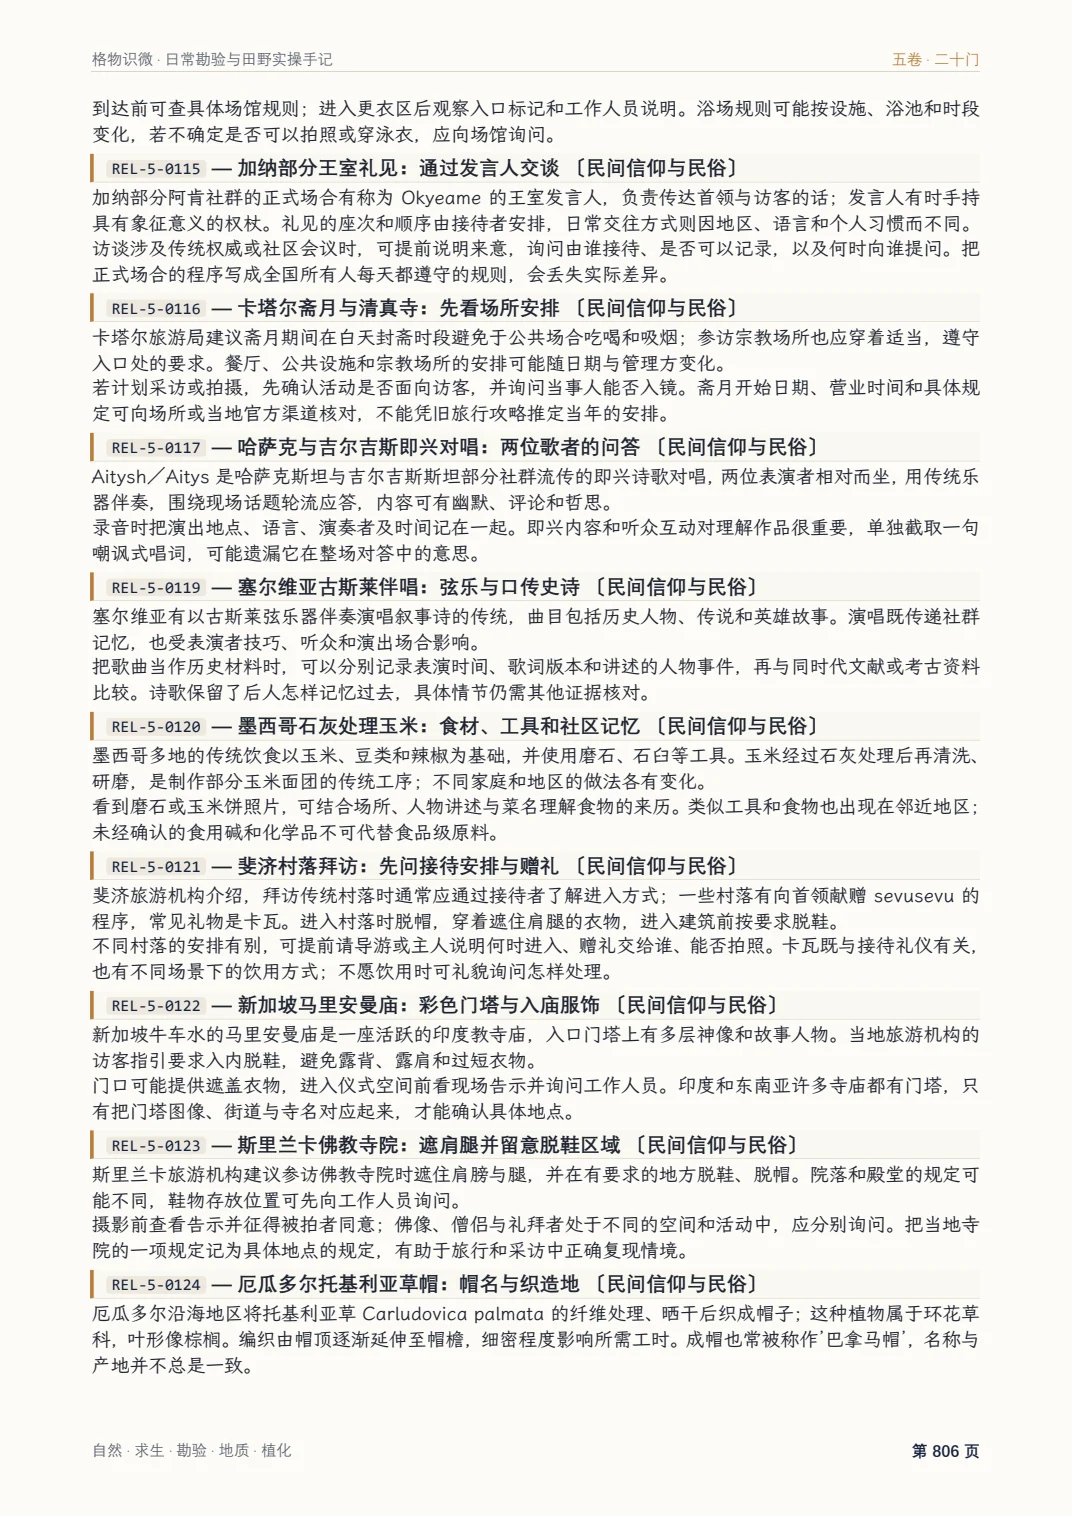 格物识微 · 日常勘验与田野实操手记
五卷 · 二十门
到达前可查具体场馆规则；进入更衣区后观察入口标记和工作人员说明。浴场规则可能按设施、浴池和时段
变化，若不确定是否可以拍照或穿泳衣，应向场馆询问。
REL-5-0115 — 加纳部分王室礼见：通过发言人交谈 〔民间信仰与民俗〕
加纳部分阿肯社群的正式场合有称为 Okyeame 的王室发言人，负责传达首领与访客的话；发言人有时手持
具有象征意义的权杖。礼见的座次和顺序由接待者安排，日常交往方式则因地区、语言和个人习惯而不同。
访谈涉及传统权威或社区会议时，可提前说明来意，询问由谁接待、是否可以记录，以及何时向谁提问。把
正式场合的程序写成全国所有人每天都遵守的规则，会丢失实际差异。
REL-5-0116 — 卡塔尔斋月与清真寺：先看场所安排 〔民间信仰与民俗〕
卡塔尔旅游局建议斋月期间在白天封斋时段避免于公共场合吃喝和吸烟；参访宗教场所也应穿着适当，遵守
入口处的要求。餐厅、公共设施和宗教场所的安排可能随日期与管理方变化。
若计划采访或拍摄，先确认活动是否面向访客，并询问当事人能否入镜。斋月开始日期、营业时间和具体规
定可向场所或当地官方渠道核对，不能凭旧旅行攻略推定当年的安排。
REL-5-0117 — 哈萨克与吉尔吉斯即兴对唱：两位歌者的问答 〔民间信仰与民俗〕
Aitysh／Aitys 是哈萨克斯坦与吉尔吉斯斯坦部分社群流传的即兴诗歌对唱，两位表演者相对而坐，用传统乐
器伴奏，围绕现场话题轮流应答，内容可有幽默、评论和哲思。
录音时把演出地点、语言、演奏者及时间记在一起。即兴内容和听众互动对理解作品很重要，单独截取一句
嘲讽式唱词，可能遗漏它在整场对答中的意思。
REL-5-0119 — 塞尔维亚古斯莱伴唱：弦乐与口传史诗 〔民间信仰与民俗〕
塞尔维亚有以古斯莱弦乐器伴奏演唱叙事诗的传统，曲目包括历史人物、传说和英雄故事。演唱既传递社群
记忆，也受表演者技巧、听众和演出场合影响。
把歌曲当作历史材料时，可以分别记录表演时间、歌词版本和讲述的人物事件，再与同时代文献或考古资料
比较。诗歌保留了后人怎样记忆过去，具体情节仍需其他证据核对。
REL-5-0120 — 墨西哥石灰处理玉米：食材、工具和社区记忆 〔民间信仰与民俗〕
墨西哥多地的传统饮食以玉米、豆类和辣椒为基础，并使用磨石、石臼等工具。玉米经过石灰处理后再清洗、
研磨，是制作部分玉米面团的传统工序；不同家庭和地区的做法各有变化。
看到磨石或玉米饼照片，可结合场所、人物讲述与菜名理解食物的来历。类似工具和食物也出现在邻近地区；
未经确认的食用碱和化学品不可代替食品级原料。
REL-5-0121 — 斐济村落拜访：先问接待安排与赠礼 〔民间信仰与民俗〕
斐济旅游机构介绍，拜访传统村落时通常应通过接待者了解进入方式；一些村落有向首领献赠 sevusevu 的
程序，常见礼物是卡瓦。进入村落时脱帽，穿着遮住肩腿的衣物，进入建筑前按要求脱鞋。
不同村落的安排有别，可提前请导游或主人说明何时进入、赠礼交给谁、能否拍照。卡瓦既与接待礼仪有关，
也有不同场景下的饮用方式；不愿饮用时可礼貌询问怎样处理。
REL-5-0122 — 新加坡马里安曼庙：彩色门塔与入庙服饰 〔民间信仰与民俗〕
新加坡牛车水的马里安曼庙是一座活跃的印度教寺庙，入口门塔上有多层神像和故事人物。当地旅游机构的
访客指引要求入内脱鞋，避免露背、露肩和过短衣物。
门口可能提供遮盖衣物，进入仪式空间前看现场告示并询问工作人员。印度和东南亚许多寺庙都有门塔，只
有把门塔图像、街道与寺名对应起来，才能确认具体地点。
REL-5-0123 — 斯里兰卡佛教寺院：遮肩腿并留意脱鞋区域 〔民间信仰与民俗〕
斯里兰卡旅游机构建议参访佛教寺院时遮住肩膀与腿，并在有要求的地方脱鞋、脱帽。院落和殿堂的规定可
能不同，鞋物存放位置可先向工作人员询问。
摄影前查看告示并征得被拍者同意；佛像、僧侣与礼拜者处于不同的空间和活动中，应分别询问。把当地寺
院的一项规定记为具体地点的规定，有助于旅行和采访中正确复现情境。
REL-5-0124 — 厄瓜多尔托基利亚草帽：帽名与织造地 〔民间信仰与民俗〕
厄瓜多尔沿海地区将托基利亚草 Carludovica palmata 的纤维处理、晒干后织成帽子；这种植物属于环花草
科，叶形像棕榈。编织由帽顶逐渐延伸至帽檐，细密程度影响所需工时。成帽也常被称作'巴拿马帽'，名称与
产地并不总是一致。
自然 · 求生 · 勘验 · 地质 · 植化
第 806 页